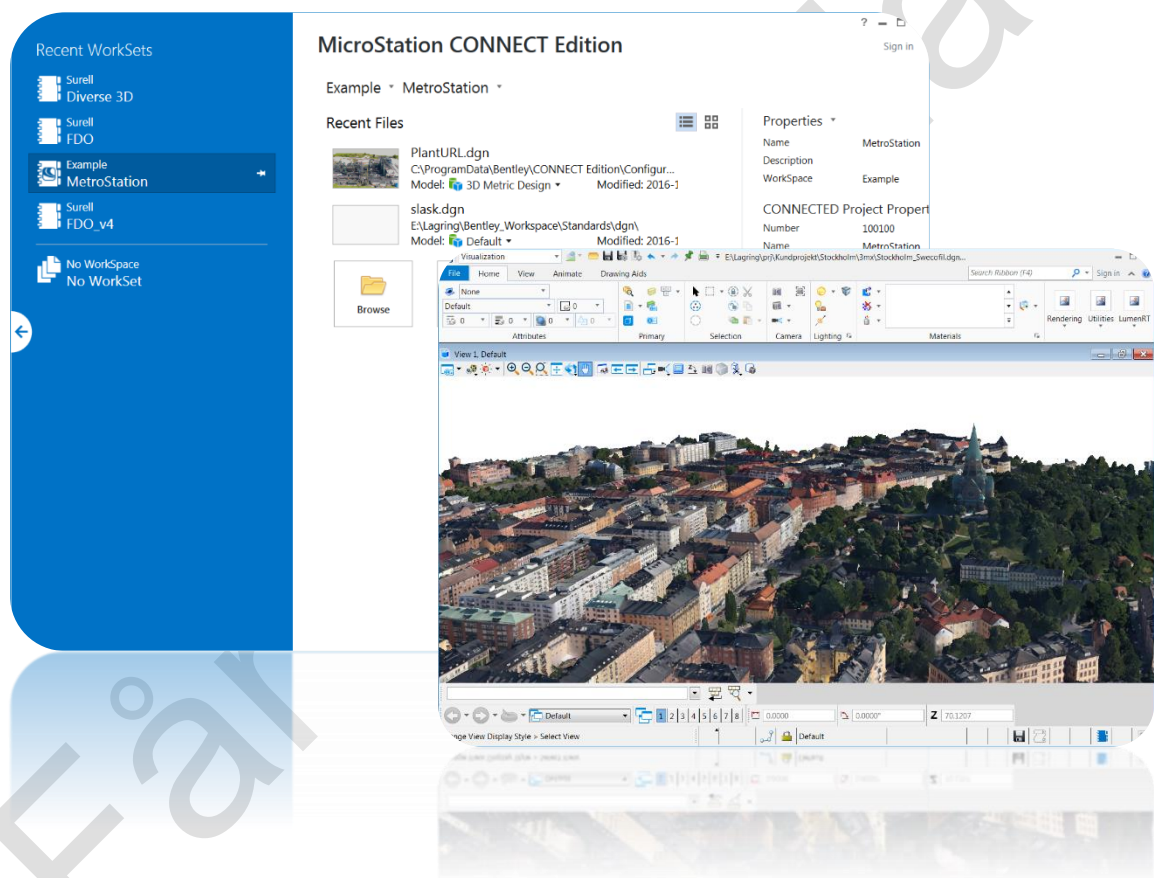 Recent WorkSets
Surell
Diverse 3D
Surell
FDO
Example
MetroStation
Surell
FDO_v4
No WorkSpace
No WorkSet
MicroStation CONNECT Edition
?
Sign in
Example MetroStation
Recent Files
PlantURL.dgn
C:\ProgramData\Bentley\CONNECT Edition\Configur...
Model: 3D Metric Design Modified: 2016-1
slask.dgn
E:\Lagring\Bentley_Workspace\Standards\dgn\
Model: Default Modified: 2016-1
Browse
Properties
Name MetroStation
Description
WorkSpace Example
CONNECTED Project Propert
Number 100100
Name MetroStation
Visualization E:\Lagring\prj\Kundprojekt\Stockholm\3mx\Stockholm_Swecofil.dgn...
File Home View Animate Drawing Aids Search Ribbon (F4) Sign in
None
Default 0
0 0 0 0
Attributes Primary Selection Camera Lighting Materials
Rendering Utilities LumenRT
View 1, Default
Default 1 2 3 4 5 6 7 8 0.0000 0.0000° Z 70.1207
nge View Display Style > Select View Default
Får